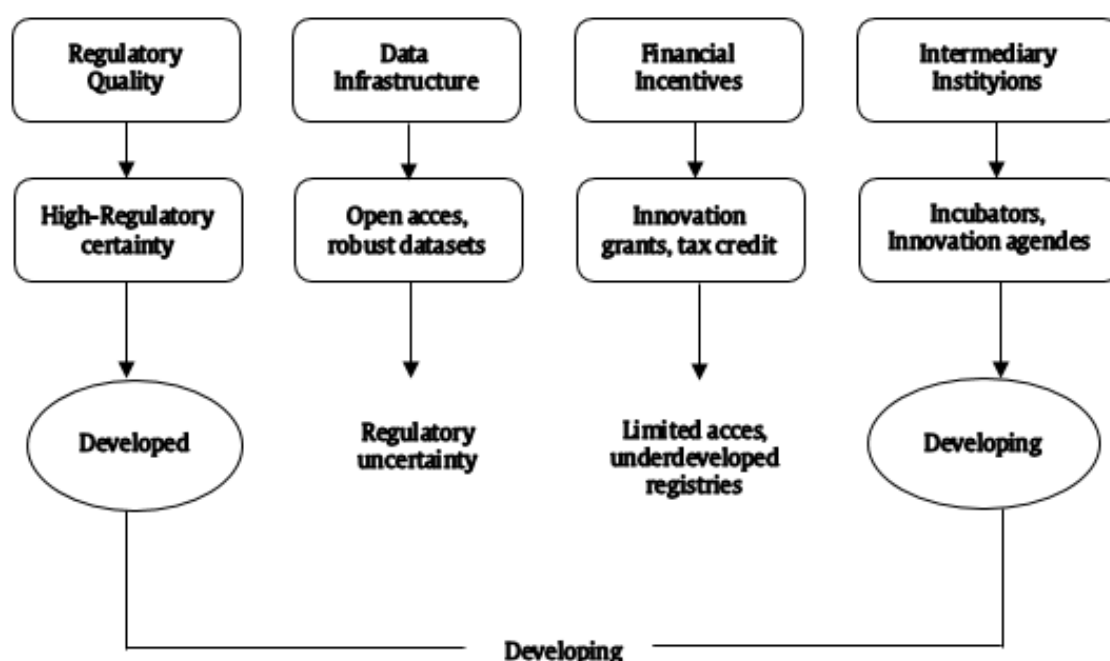 Regulatory
Quality
Data
Infrastructure
Financial
Incentives
Intermediary
Instityions
High-Regulatory
certainty
Open acces,
robust datasets
Innovation
grants, tax credit
Incubators,
Innovation agendes
Developed
Regulatory
uncertainty
Limited acces,
underdeveloped
registries
Developing
Developing